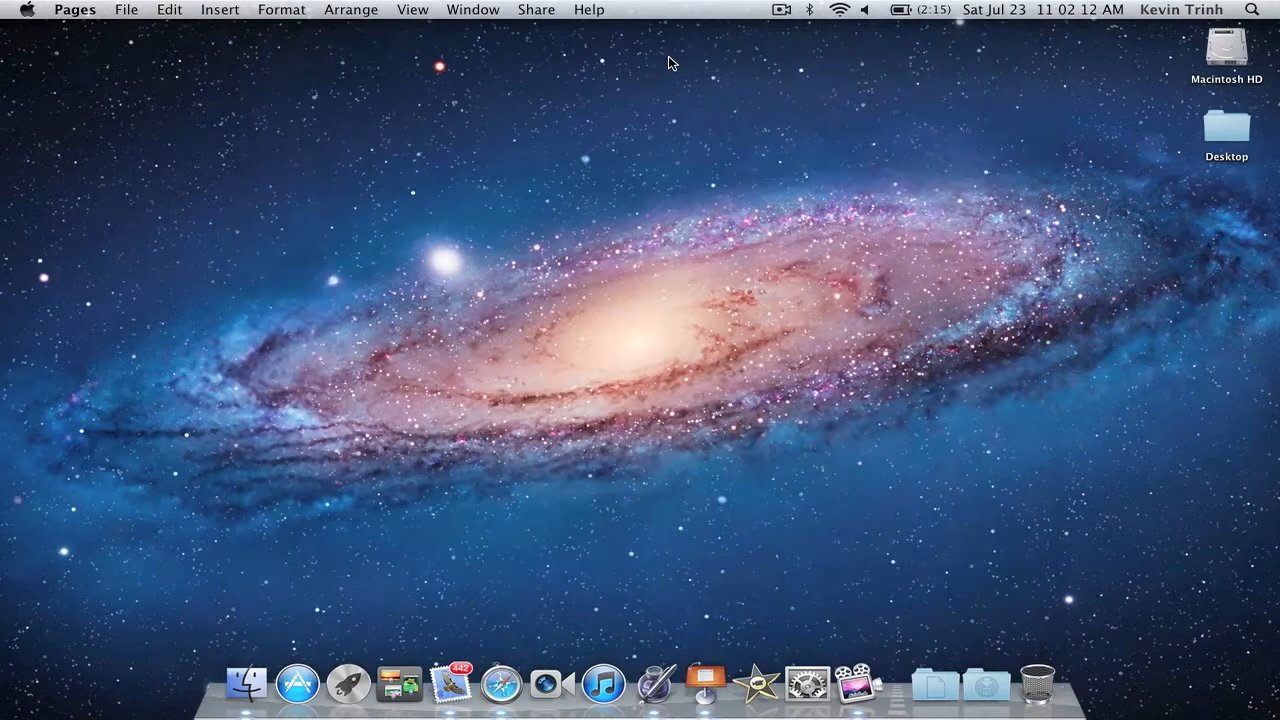 Pages File Edit Insert Format Arrange View Window Share Help (2:15) Sat Jul 23 11 02 12 AM Kevin Trinh
Macintosh HD
Desktop
442